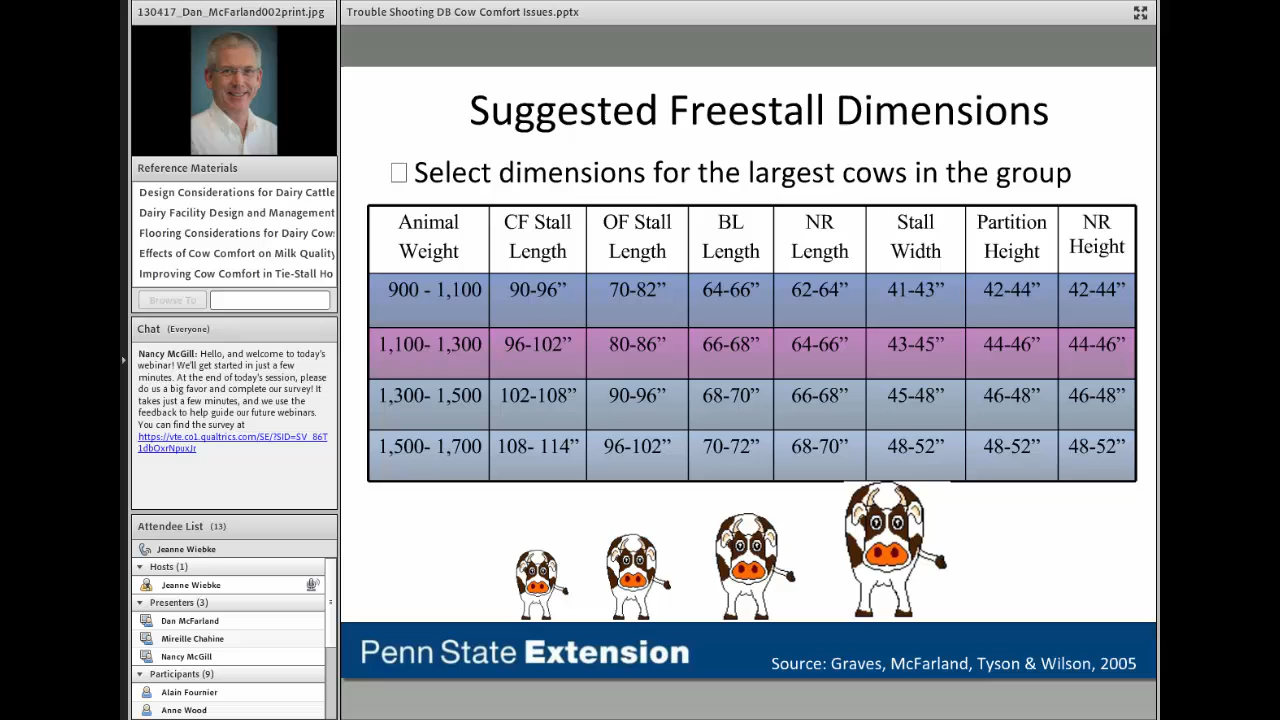 130417_Dan_McFarland002print.jpg
Trouble Shooting DB Cow Comfort Issues.pptx
Reference Materials
Design Considerations for Dairy Cattle
Dairy Facility Design and Management
Flooring Considerations for Dairy Cow
Effects of Cow Comfort on Milk Quality
Improving Cow Comfort in Tie-Stall Ho
Browse To
Chat (Everyone)
Nancy McGill: Hello, and welcome to today's
webinar! We'll get started in just a few
minutes. At the end of today's session, please
do us a big favor and complete our survey! It
takes just a few minutes, and we use the
feedback to help guide our future webinars.
You can find the survey at
https://vte.co1.qualtrics.com/SE/?SID=SV_86T
1dbOxrNpuxJr
Attendee List (13)
Jeanne Wiebke
Hosts (1)
Jeanne Wiebke
Presenters (3)
Dan McFarland
Mireille Chahine
Nancy McGill
Participants (9)
Alain Fournier
Anne Wood
Suggested Freestall Dimensions
Select dimensions for the largest cows in the group
Animal CF Stall OF Stall BL NR Stall Partition NR
Weight Length Length Length Length Width Height Height
900 - 1,100 90-96” 70-82” 64-66” 62-64” 41-43” 42-44” 42-44”
1,100- 1,300 96-102” 80-86” 66-68” 64-66” 43-45” 44-46” 44-46”
1,300- 1,500 102-108” 90-96” 68-70” 66-68” 45-48” 46-48” 46-48”
1,500- 1,700 108- 114” 96-102” 70-72” 68-70” 48-52” 48-52” 48-52”
Penn State Extension
Source: Graves, McFarland, Tyson & Wilson, 2005